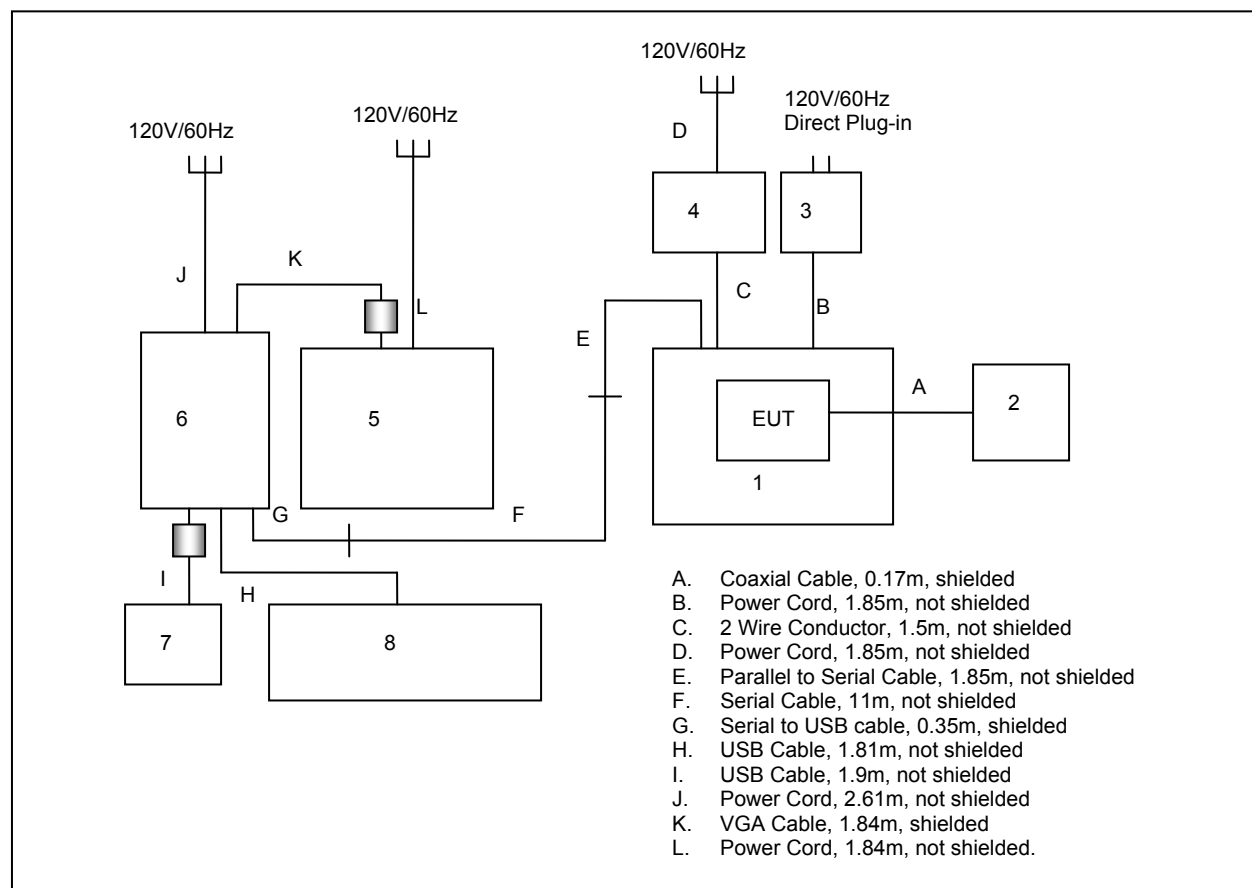 120V/60Hz
120V/60Hz
Direct Plug-in
120V/60Hz
120V/60Hz
D
4
3
K
J
C
L
B
E
A
6
5
EUT
2
1
G
F
I
H
7
8
A. Coaxial Cable, 0.17m, shielded
B. Power Cord, 1.85m, not shielded
C. 2 Wire Conductor, 1.5m, not shielded
D. Power Cord, 1.85m, not shielded
E. Parallel to Serial Cable, 1.85m, not shielded
F. Serial Cable, 11m, not shielded
G. Serial to USB cable, 0.35m, shielded
H. USB Cable, 1.81m, not shielded
I. USB Cable, 1.9m, not shielded
J. Power Cord, 2.61m, not shielded
K. VGA Cable, 1.84m, shielded
L. Power Cord, 1.84m, not shielded.